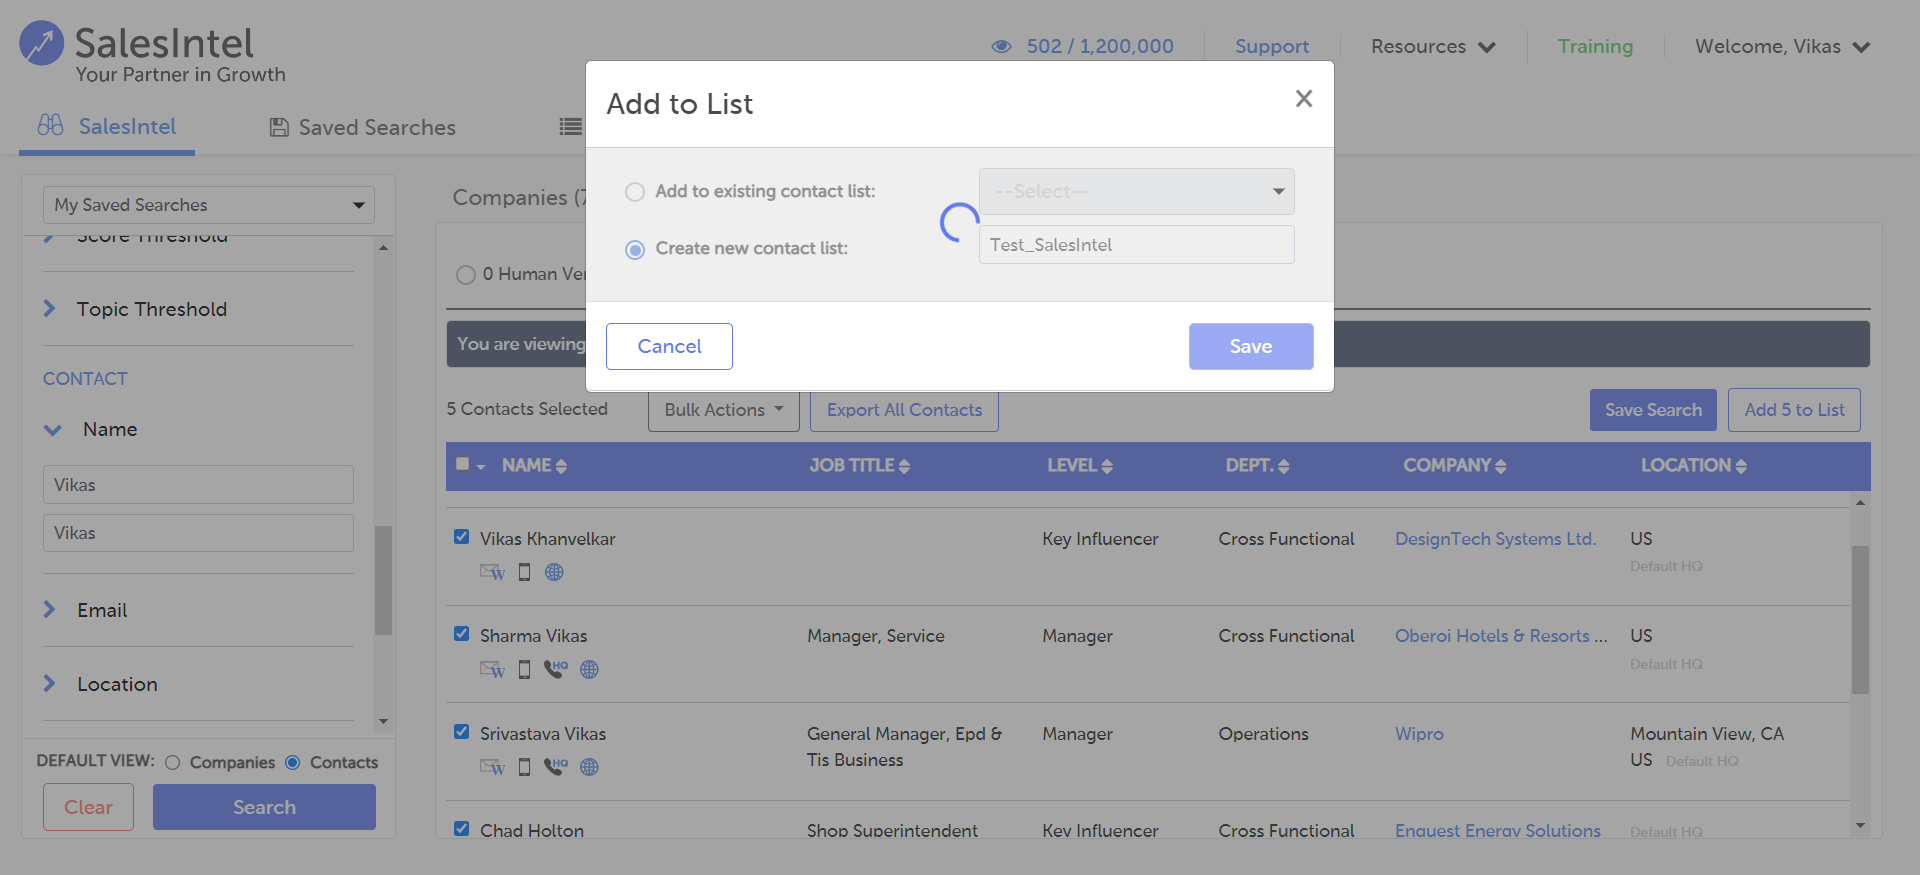 SalesIntel
Your Partner in Growth
502 / 1,200,000
Support
Resources
Training
Welcome, Vikas
SalesIntel
Saved Searches
Add to List
Add to existing contact list:
--Select--
Create new contact list:
Test_SalesIntel
Cancel
Save
My Saved Searches
Score Threshold
Topic Threshold
CONTACT
Name
Vikas
Vikas
Email
Location
DEFAULT VIEW:
Companies
Contacts
Clear
Search
Companies (7
0 Human Ver
You are viewing
5 Contacts Selected
Bulk Actions
Export All Contacts
Save Search
Add 5 to List
NAME JOB TITLE LEVEL DEPT. COMPANY LOCATION
Vikas Khanvelkar Key Influencer Cross Functional DesignTech Systems Ltd. US
Default HQ
Sharma Vikas Manager, Service Manager Cross Functional Oberoi Hotels & Resorts ... US
HQ
Default HQ
Srivastava Vikas General Manager, Epd & Manager Operations Wipro Mountain View, CA
Tis Business US Default HQ
HQ
Chad Holton Shop Superintendent Key Influencer Cross Functional Enquest Energy Solutions Default HQ